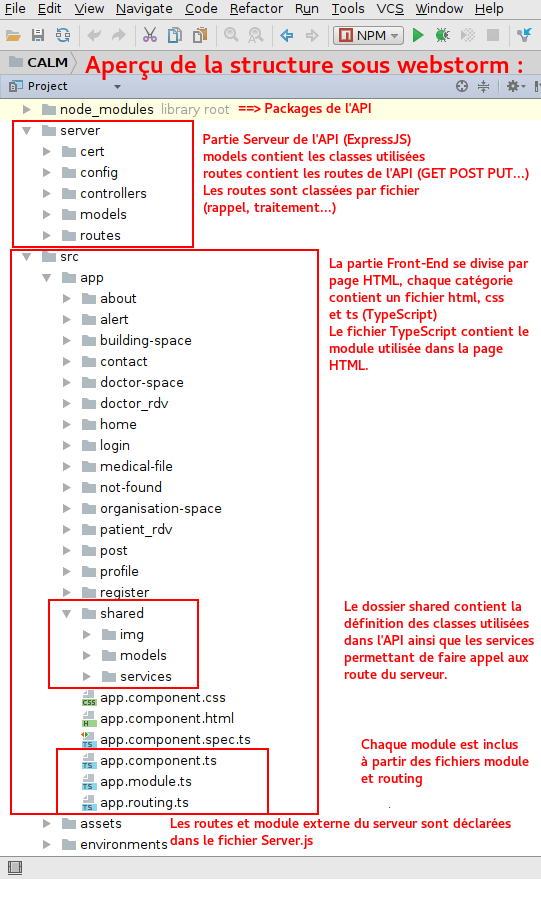 File Edit View Navigate Code Refactor Run Tools VCS Window Help
NPM
CALM
Aperçu de la structure sous webstorm :
Project
node_modules library root ==> Packages de l'API
server
cert
config
controllers
models
routes
Partie Serveur de l'API (ExpressJS)
models contient les classes utilisées
routes contient les routes de l'API (GET POST PUT...)
Les routes sont classées par fichier
(rappel, traitement...)
src
app
about
alert
building-space
contact
doctor-space
doctor_rdv
home
login
medical-file
not-found
organisation-space
patient_rdv
post
profile
register
La partie Front-End se divise par
page HTML, chaque catégorie
contient un fichier html, css
et ts (TypeScript)
Le fichier TypeScript contient le
module utilisée dans la page
HTML.
shared
img
models
services
Le dossier shared contient la
définition des classes utilisées
dans l'API ainsi que les services
permettant de faire appel aux
route du serveur.
CSS app.component.css
H app.component.html
TS app.component.spec.ts
TS app.component.ts
TS app.module.ts
TS app.routing.ts
Chaque module est inclus
à partir des fichiers module
et routing
assets
environments
Les routes et module externe du serveur sont déclarées
dans le fichier Server.js